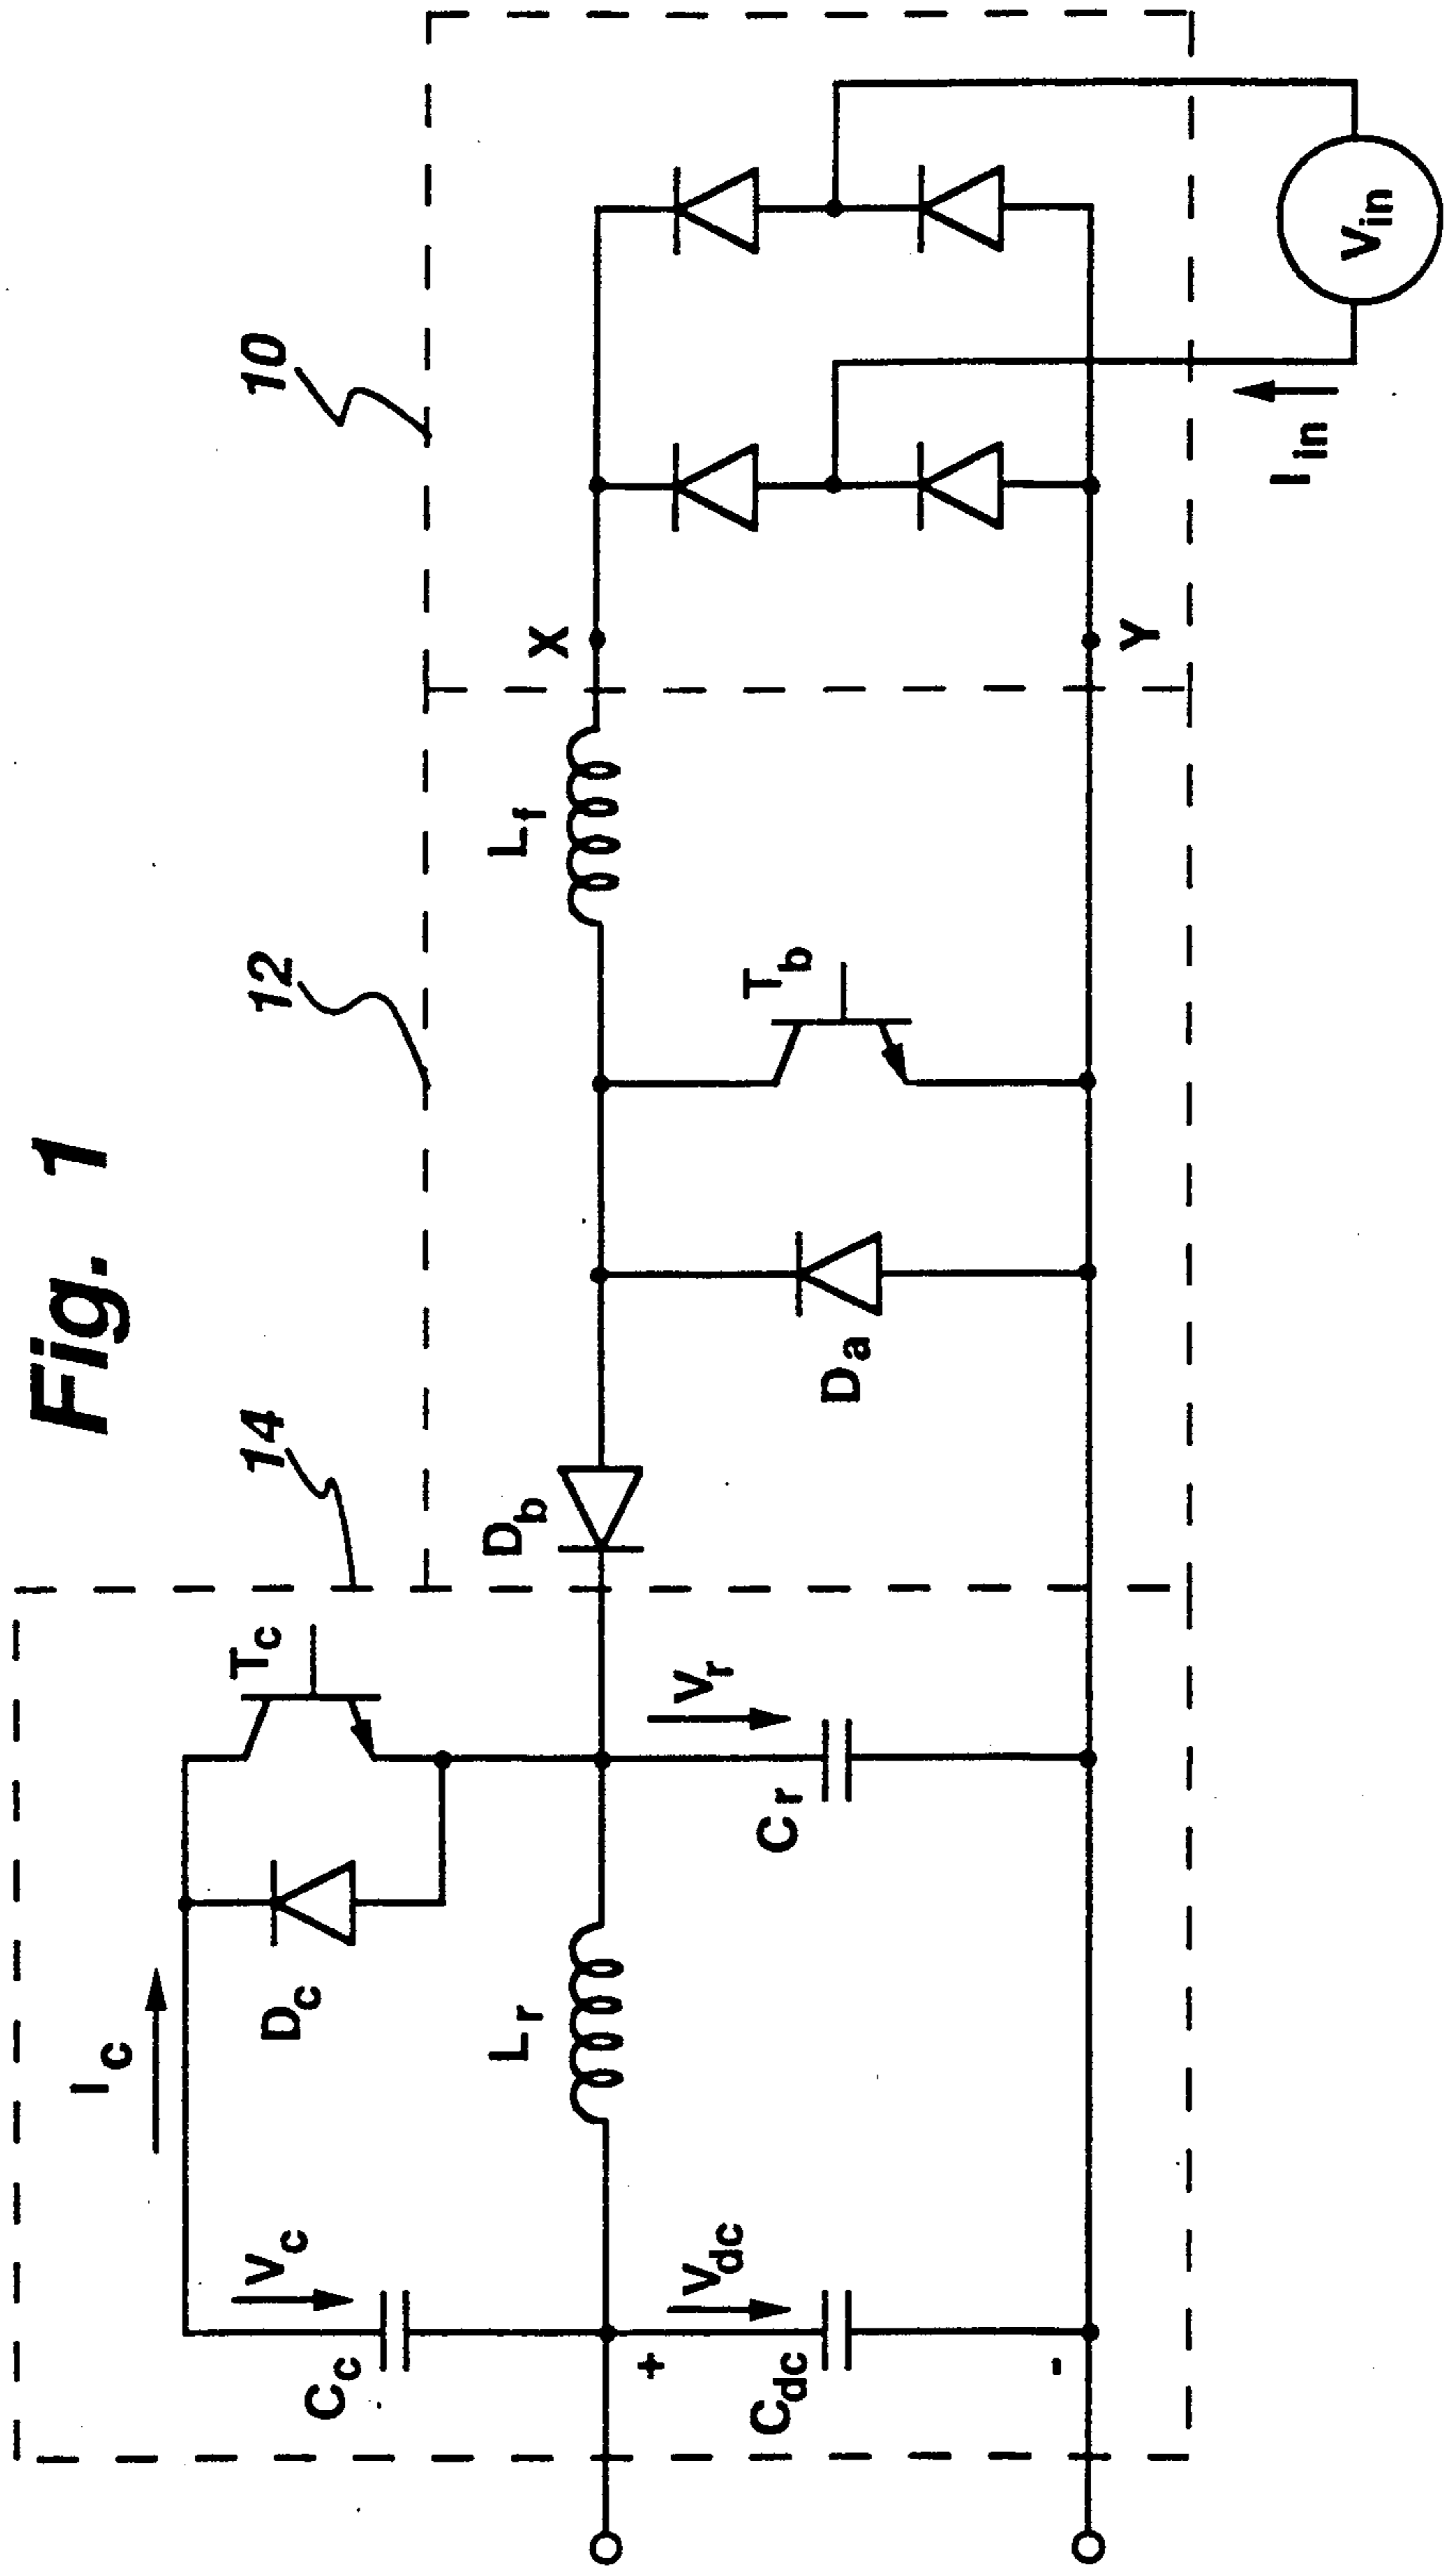 Fig. 1
14
12
10
I_c
V_c
C_c
D_c
T_c
L_r
D_b
L_f
X
+
V_dc
C_dc
-
V_r
C_r
D_a
T_b
Y
I_in
V_in